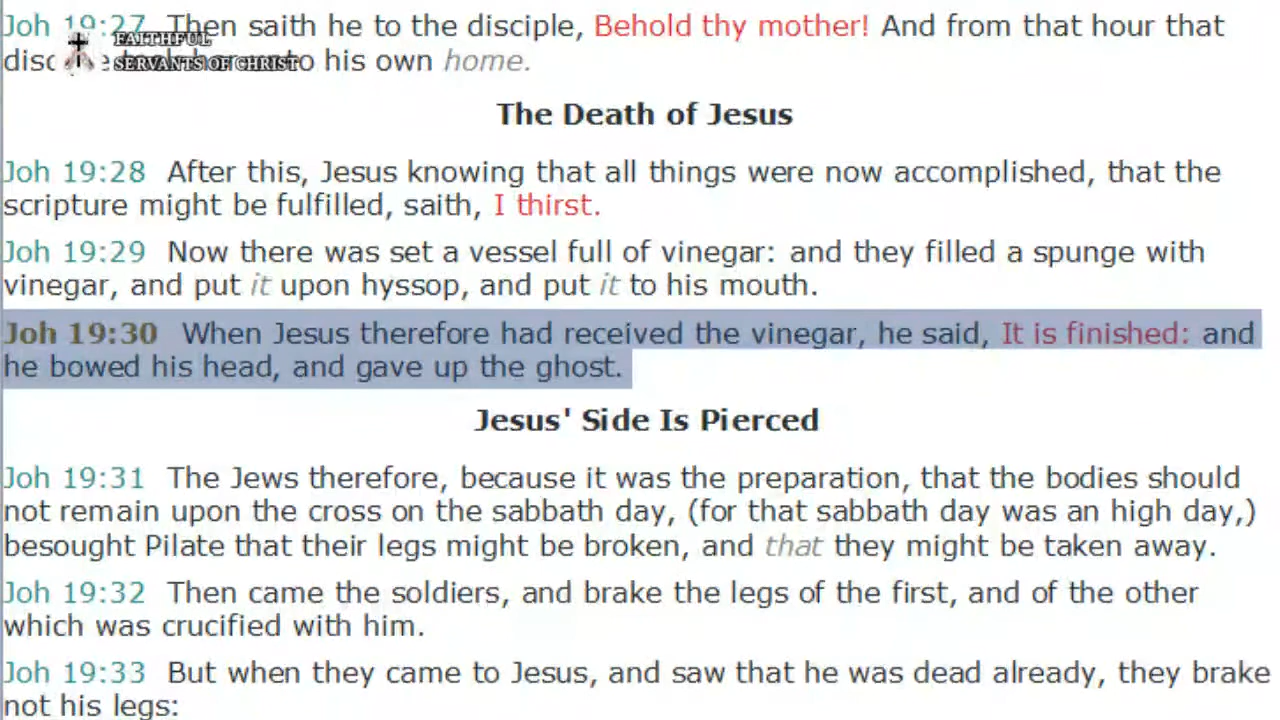 Joh 19:27 Then saith he to the disciple, Behold thy mother! And from that hour that
FAITHFUL
disc to his own home.
SERVANTS OF CHRIST
The Death of Jesus
Joh 19:28 After this, Jesus knowing that all things were now accomplished, that the
scripture might be fulfilled, saith, I thirst.
Joh 19:29 Now there was set a vessel full of vinegar: and they filled a spunge with
vinegar, and put it upon hyssop, and put it to his mouth.
Joh 19:30 When Jesus therefore had received the vinegar, he said, It is finished: and
he bowed his head, and gave up the ghost.
Jesus' Side Is Pierced
Joh 19:31 The Jews therefore, because it was the preparation, that the bodies should
not remain upon the cross on the sabbath day, (for that sabbath day was an high day,)
besought Pilate that their legs might be broken, and that they might be taken away.
Joh 19:32 Then came the soldiers, and brake the legs of the first, and of the other
which was crucified with him.
Joh 19:33 But when they came to Jesus, and saw that he was dead already, they brake
not his legs: